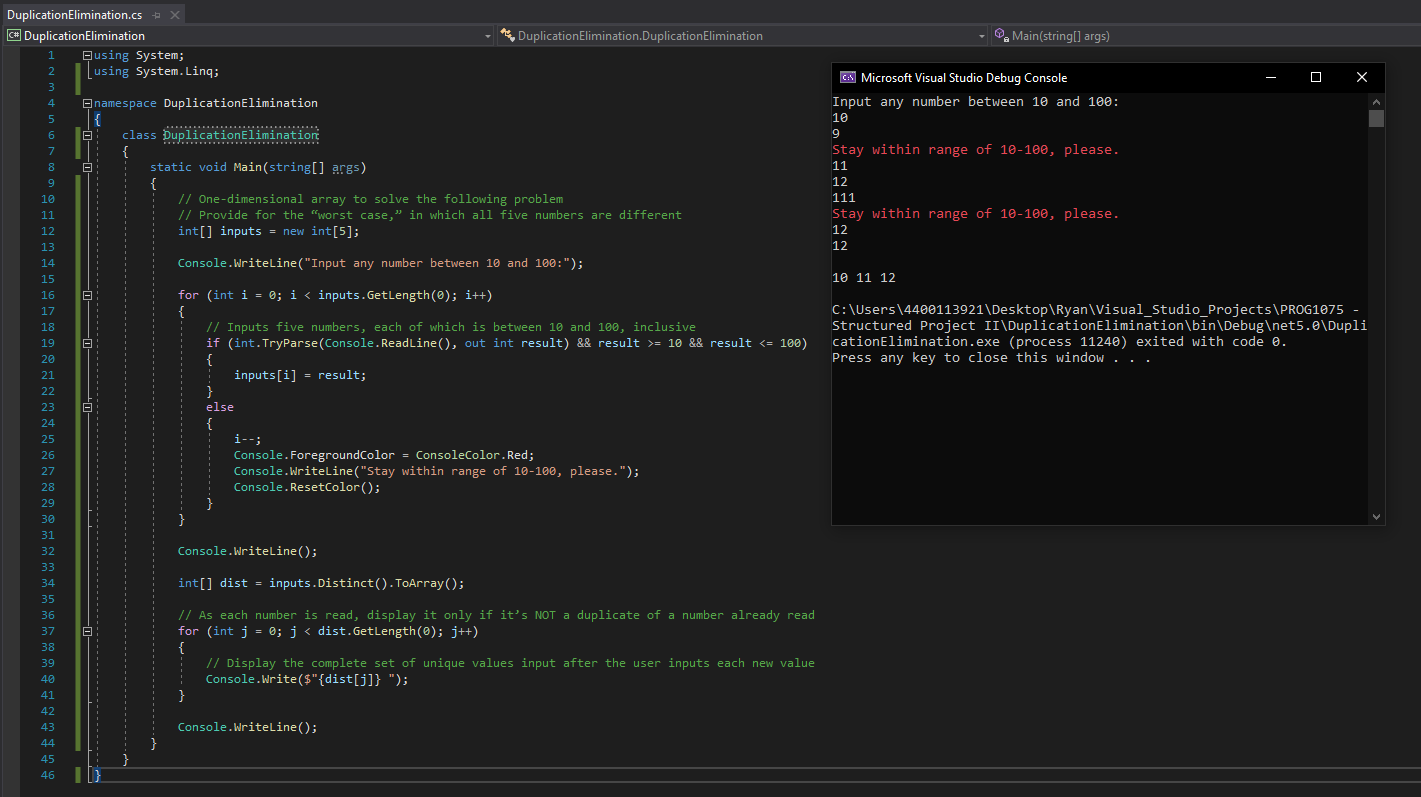 DuplicationElimination.cs
C# DuplicationElimination DuplicationElimination.DuplicationElimination Main(string[] args)
1 using System;
2 using System.Linq;
3
4 namespace DuplicationElimination
5 {
6 class DuplicationElimination
7 {
8 static void Main(string[] args)
9 {
10 // One-dimensional array to solve the following problem
11 // Provide for the “worst case,” in which all five numbers are different
12 int[] inputs = new int[5];
13
14 Console.WriteLine("Input any number between 10 and 100:");
15
16 for (int i = 0; i < inputs.GetLength(0); i++)
17 {
18 // Inputs five numbers, each of which is between 10 and 100, inclusive
19 if (int.TryParse(Console.ReadLine(), out int result) && result >= 10 && result <= 100)
20 {
21 inputs[i] = result;
22 }
23 else
24 {
25 i--;
26 Console.ForegroundColor = ConsoleColor.Red;
27 Console.WriteLine("Stay within range of 10-100, please.");
28 Console.ResetColor();
29 }
30 }
31
32 Console.WriteLine();
33
34 int[] dist = inputs.Distinct().ToArray();
35
36 // As each number is read, display it only if it’s NOT a duplicate of a number already read
37 for (int j = 0; j < dist.GetLength(0); j++)
38 {
39 // Display the complete set of unique values input after the user inputs each new value
40 Console.Write($"{dist[j]} ");
41 }
42
43 Console.WriteLine();
44 }
45 }
46 }
C:\ Microsoft Visual Studio Debug Console
Input any number between 10 and 100:
10
9
Stay within range of 10-100, please.
11
12
111
Stay within range of 10-100, please.
12
12
10 11 12
C:\Users\4400113921\Desktop\Ryan\Visual_Studio_Projects\PROG1075 -
Structured Project II\DuplicationElimination\bin\Debug\net5.0\Dupli
cationElimination.exe (process 11240) exited with code 0.
Press any key to close this window . . .